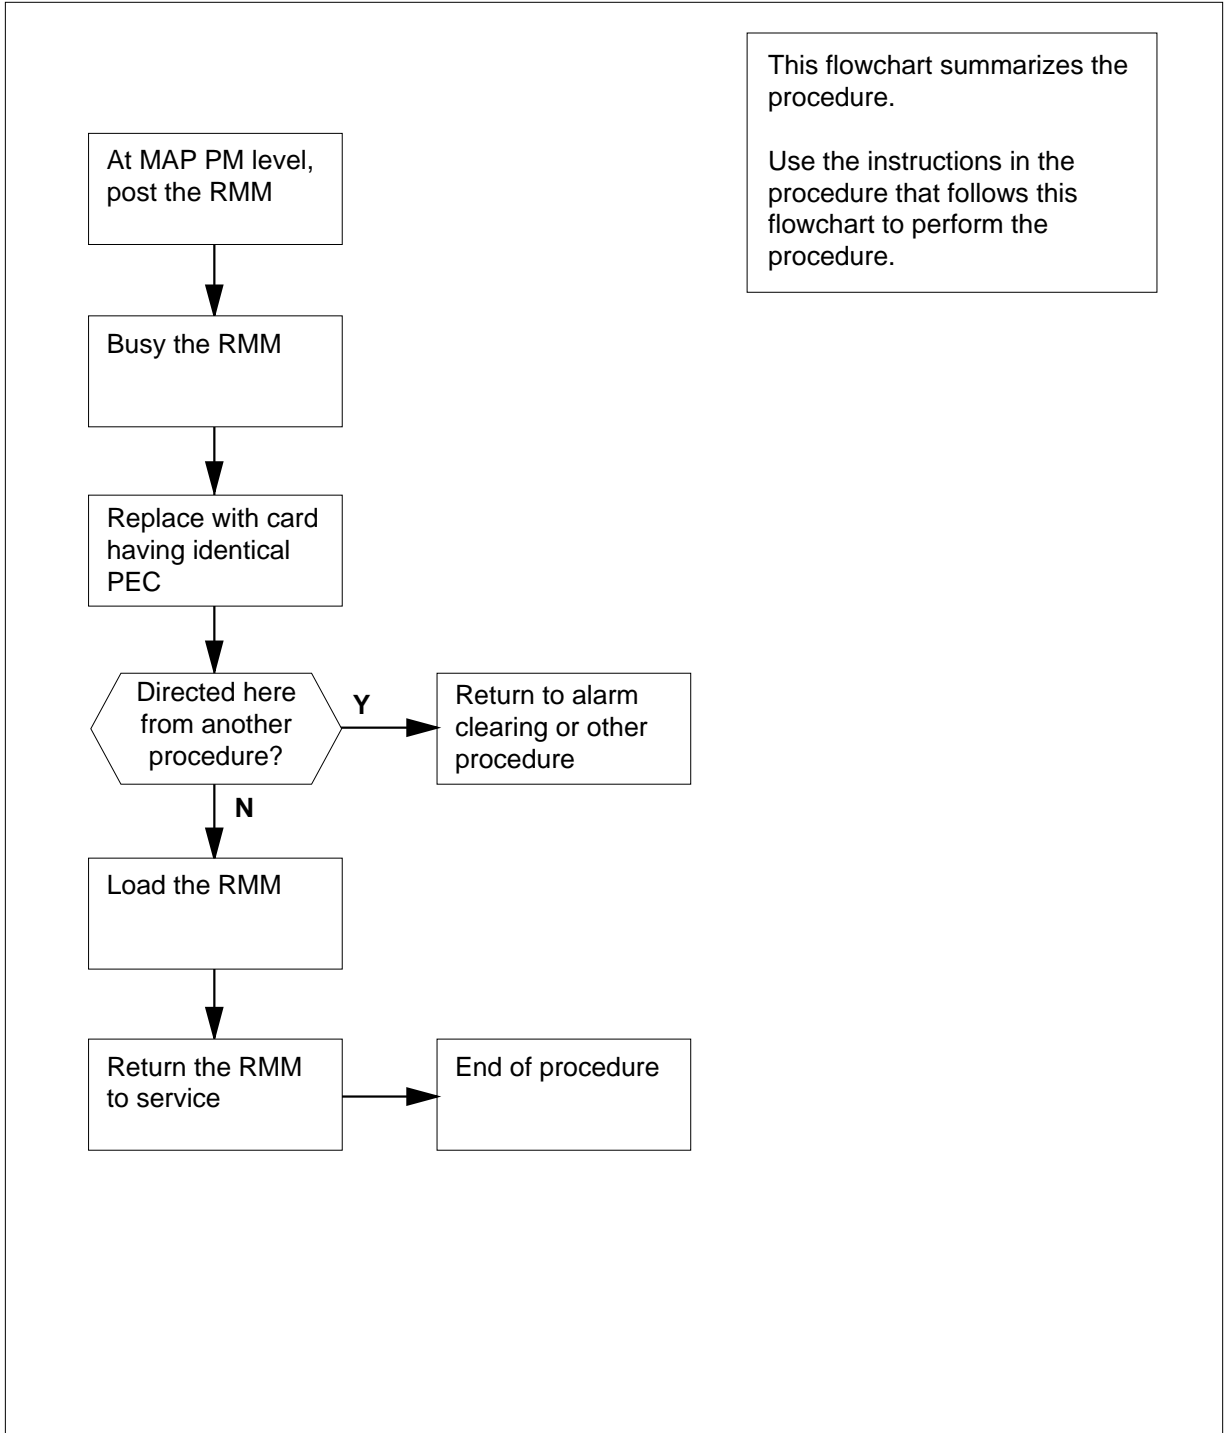 This flowchart summarizes the
procedure.
Use the instructions in the
procedure that follows this
flowchart to perform the
procedure.
At MAP PM level,
post the RMM
Busy the RMM
Replace with card
having identical
PEC
Directed here
from another
procedure?
Y
Return to alarm
clearing or other
procedure
N
Load the RMM
Return the RMM
to service
End of procedure